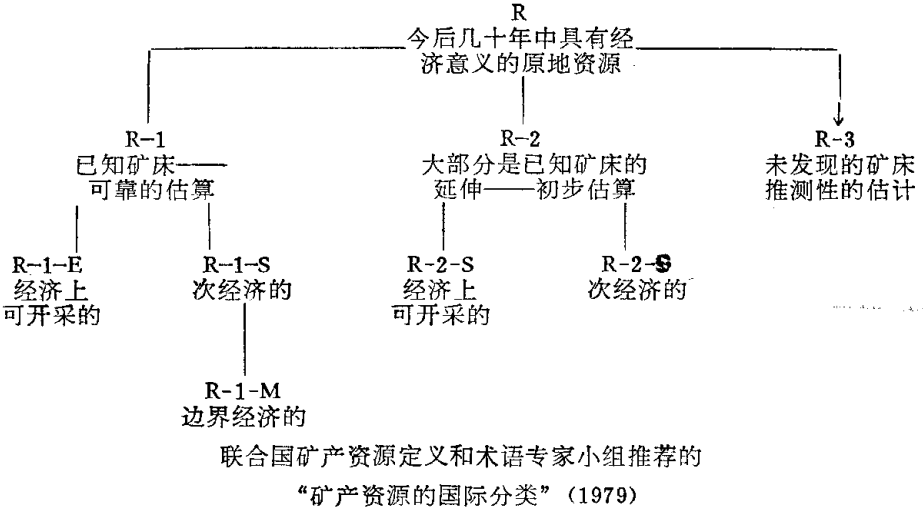 R
今后几十年中具有经
济意义的原地资源
R—1
已知矿床——
可靠的估算
R-2
大部分是已知矿床的
延伸——初步估算
R-3
未发现的矿床
推测性的估计
R—1-E
经济上
可开采的
R-1-S
次经济的
R-2-S
经济上
可开采的
R-2-S
次经济的
R-1-M
边界经济的
联合国矿产资源定义和术语专家小组推荐的
“矿产资源的国际分类”(1979)